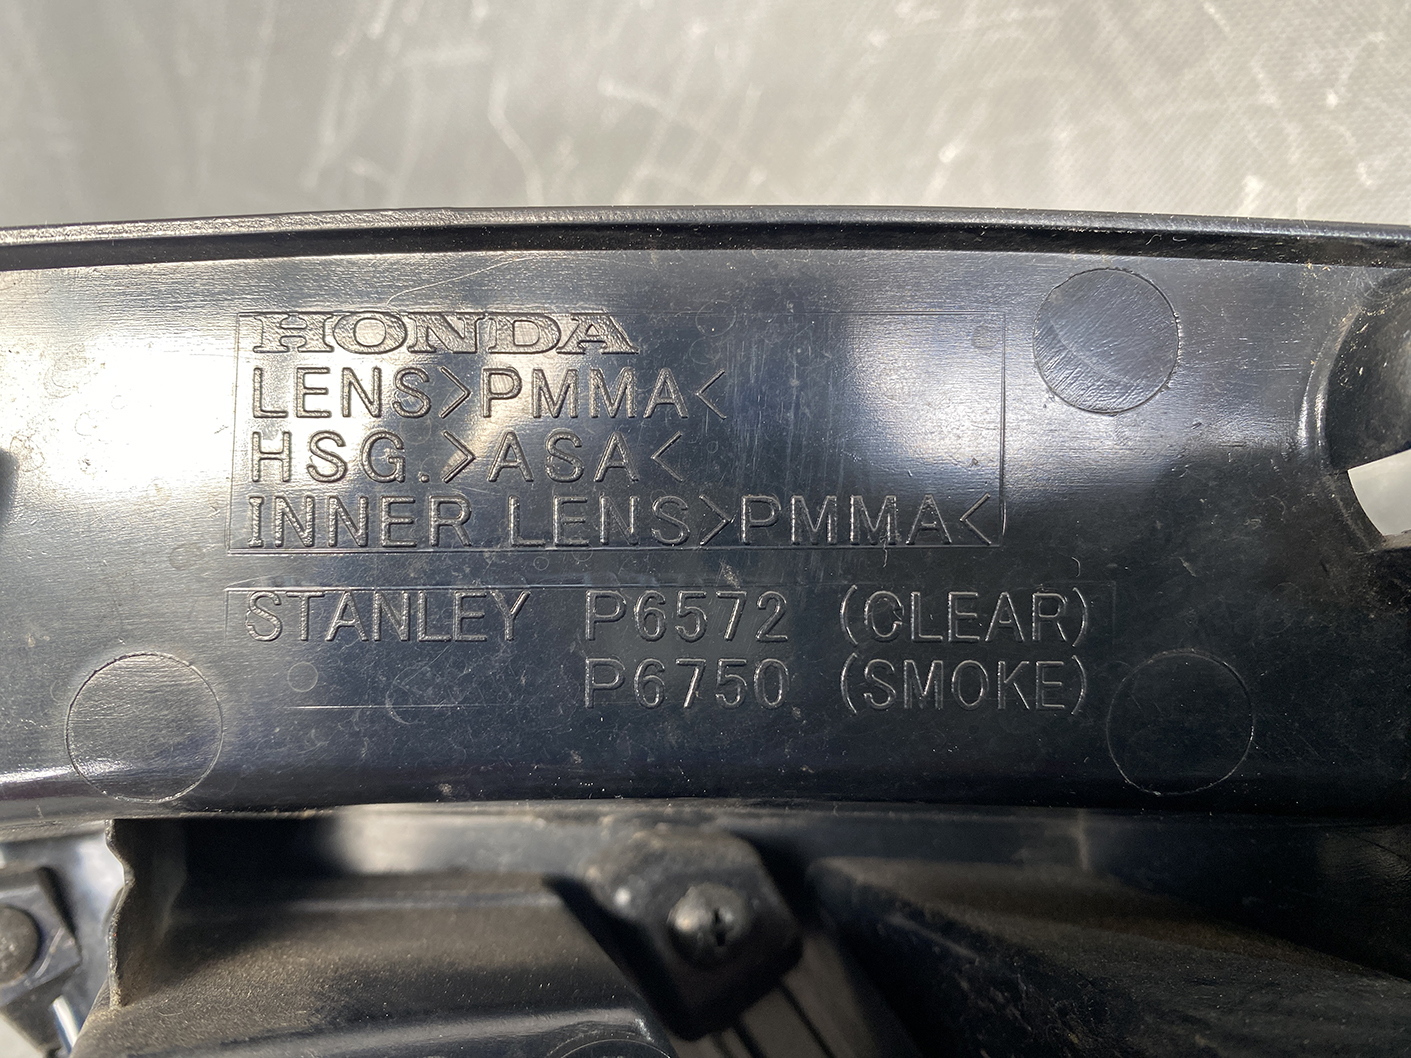 HONDA
LENS>PMMA<
HSG.>ASA<
INNER LENS>PMMA<
STANLEY P6572 (CLEAR)
P6750 (SMOKE)